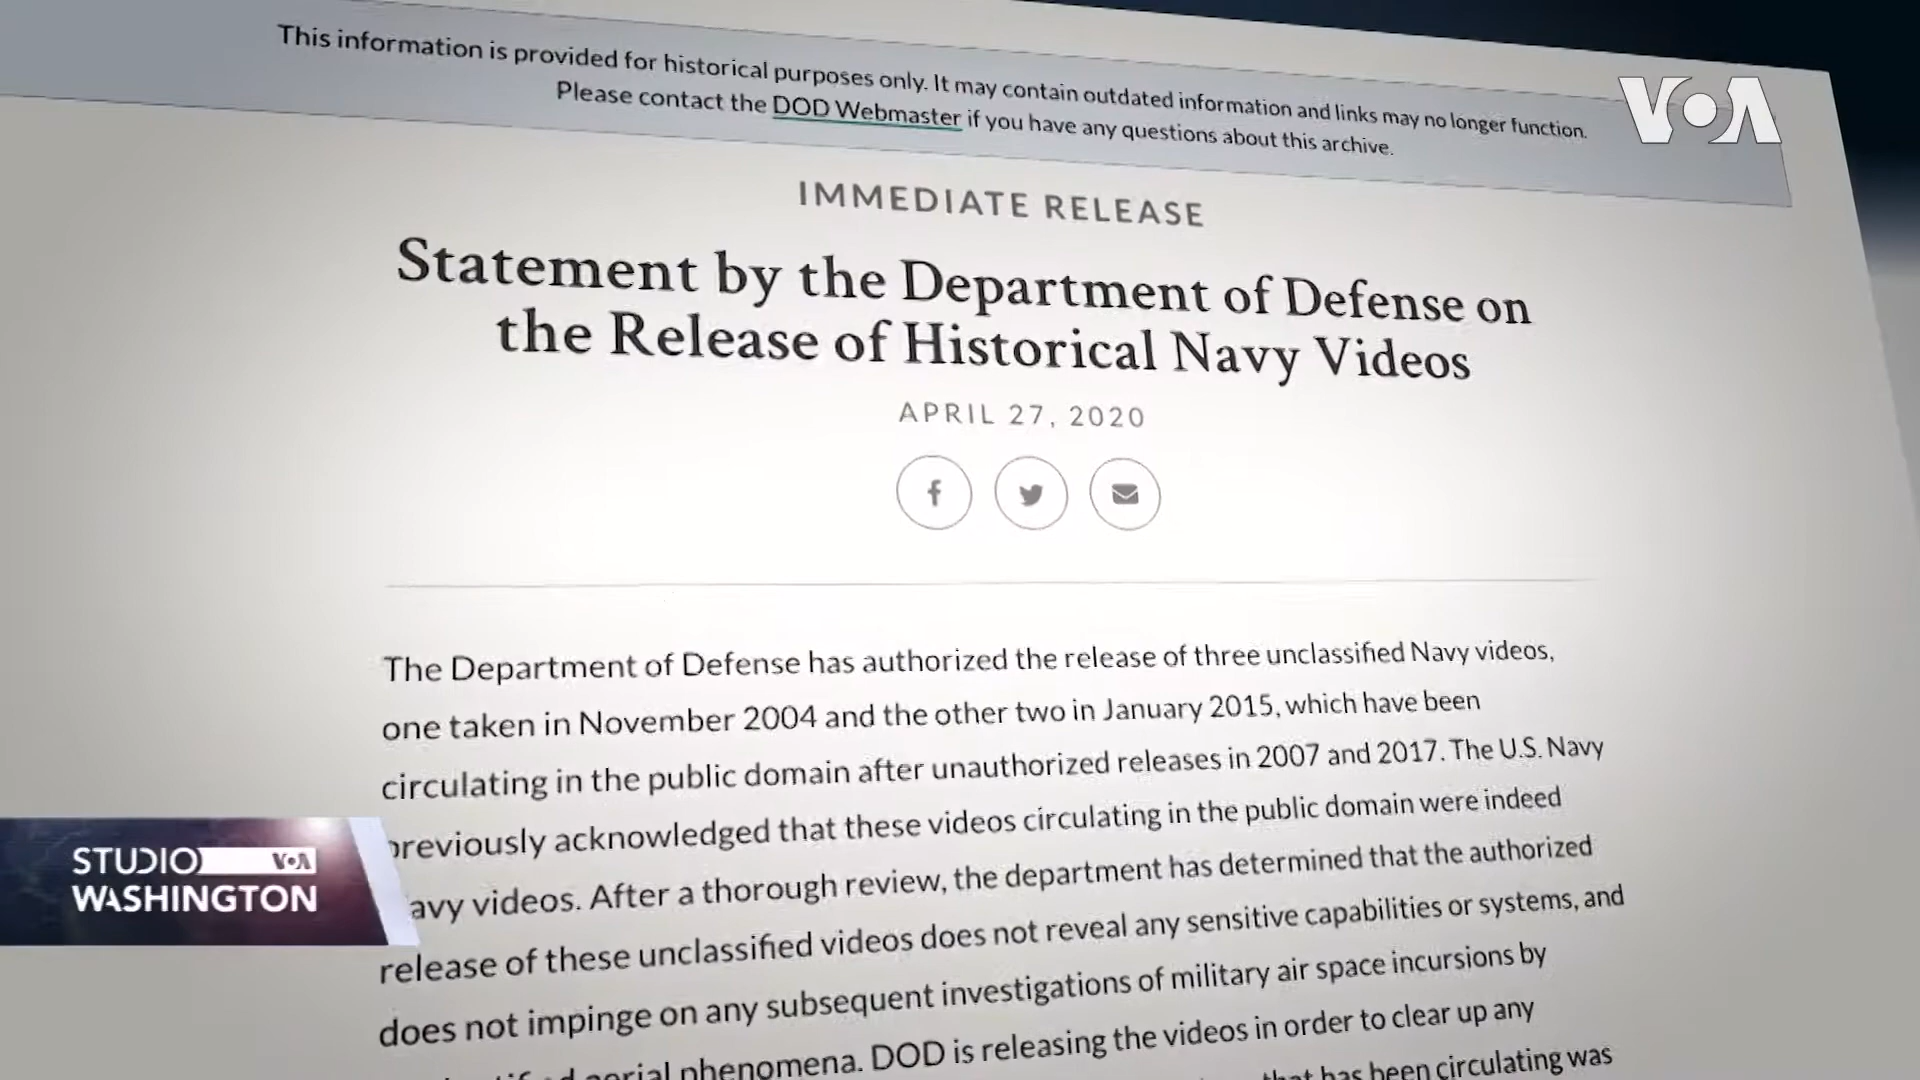 This information is provided for historical purposes only. It may contain outdated information and links may no longer function.
Please contact the DOD Webmaster if you have any questions about this archive.
VOA
IMMEDIATE RELEASE
Statement by the Department of Defense on
the Release of Historical Navy Videos
APRIL 27, 2020
The Department of Defense has authorized the release of three unclassified Navy videos,
one taken in November 2004 and the other two in January 2015, which have been
circulating in the public domain after unauthorized releases in 2007 and 2017. The U.S. Navy
previously acknowledged that these videos circulating in the public domain were indeed
avy videos. After a thorough review, the department has determined that the authorized
release of these unclassified videos does not reveal any sensitive capabilities or systems, and
does not impinge on any subsequent investigations of military air space incursions by
phenomena. DOD is releasing the videos in order to clear up any
that has been circulating was
STUDIO VOA
WASHINGTON